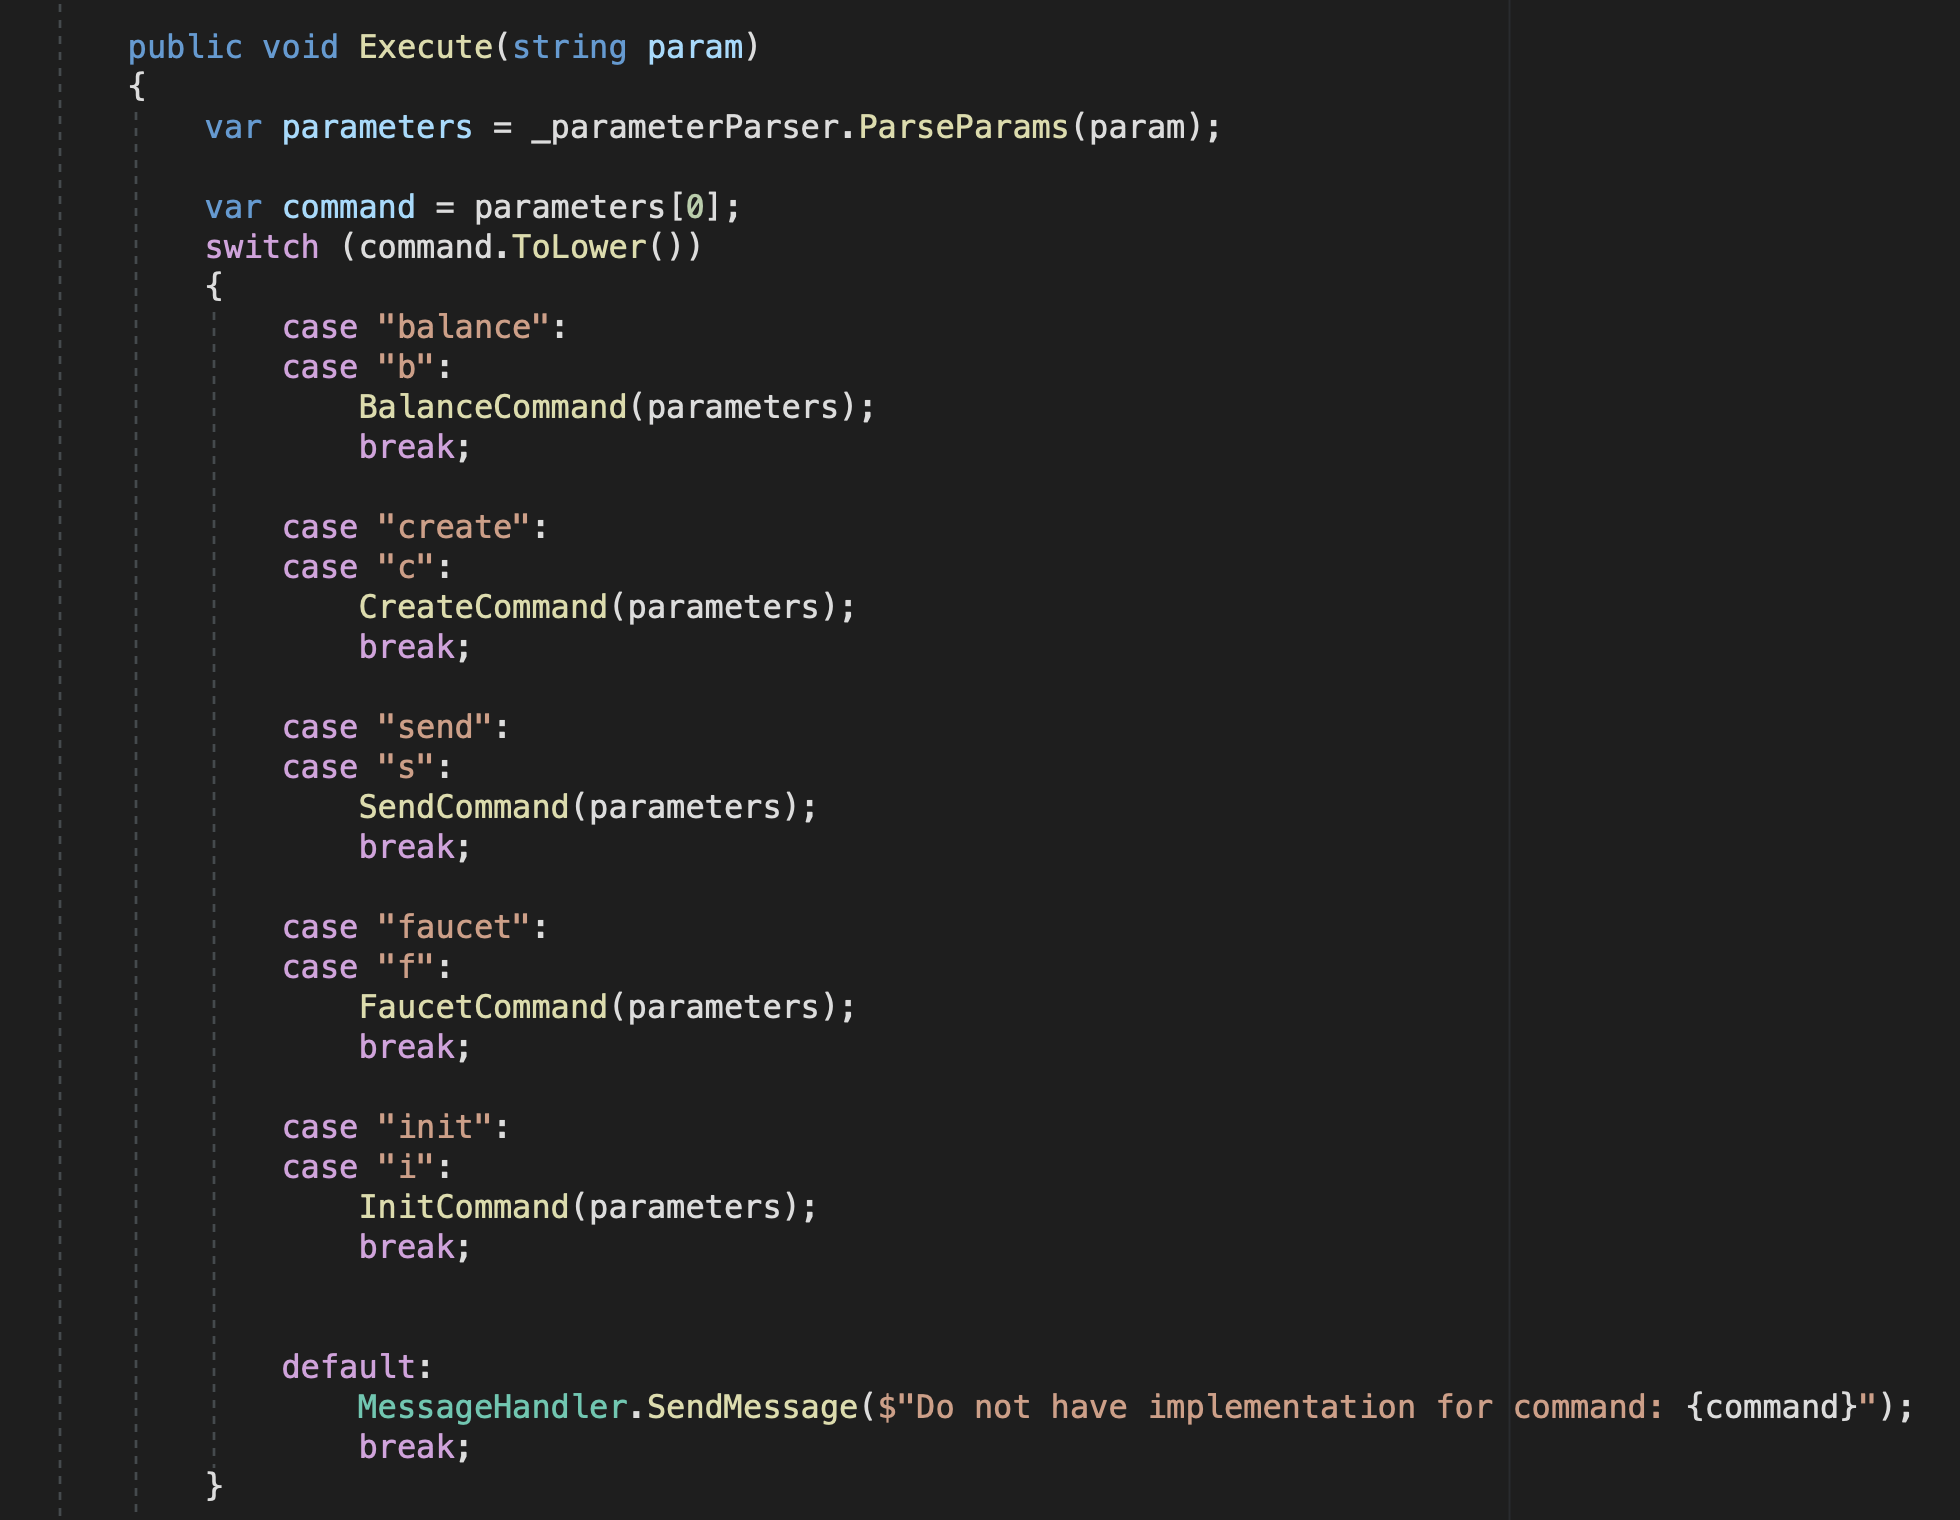 public void Execute(string param)
{
var parameters = _parameterParser.ParseParams(param);
var command = parameters[0];
switch (command.ToLower())
{
case "balance":
case "b":
BalanceCommand(parameters);
break;
case "create":
case "c":
CreateCommand(parameters);
break;
case "send":
case "s":
SendCommand(parameters);
break;
case "faucet":
case "f":
FaucetCommand(parameters);
break;
case "init":
case "i":
InitCommand(parameters);
break;
default:
MessageHandler.SendMessage($"Do not have implementation for command: {command}");
break;
}